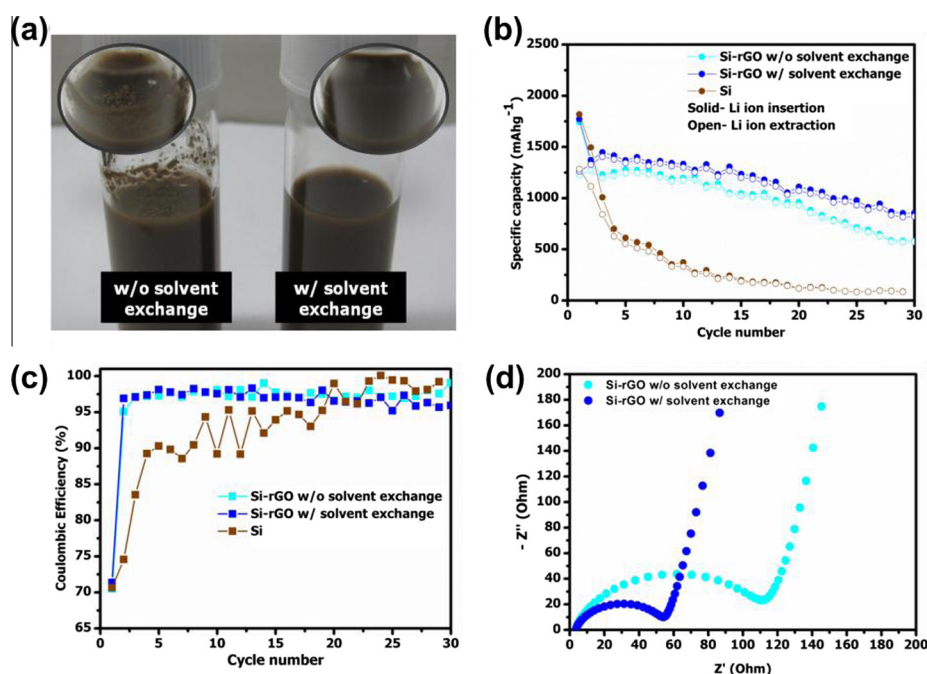 (a)
w/o solvent
exchange
w/ solvent
exchange
(b)
2500
2250
1750
1500
1250
1000
750
500
250
0
0 5 10 15 20 25 30
Specific capacity (mAhg⁻¹)
Cycle number
Si-rGO w/o solvent exchange
Si-rGO w/ solvent exchange
Si
Solid- Li ion insertion
Open- Li ion extraction
(c)
100
95
90
85
80
75
70
65
0 5 10 15 20 25 30
Coulombic Efficiency (%)
Cycle number
Si-rGO w/o solvent exchange
Si-rGO w/ solvent exchange
Si
(d)
180
160
140
120
100
80
60
40
20
0
0 20 40 60 80 100 120 140 160 180 200
- Z'' (Ohm)
Z' (Ohm)
Si-rGO w/o solvent exchange
Si-rGO w/ solvent exchange